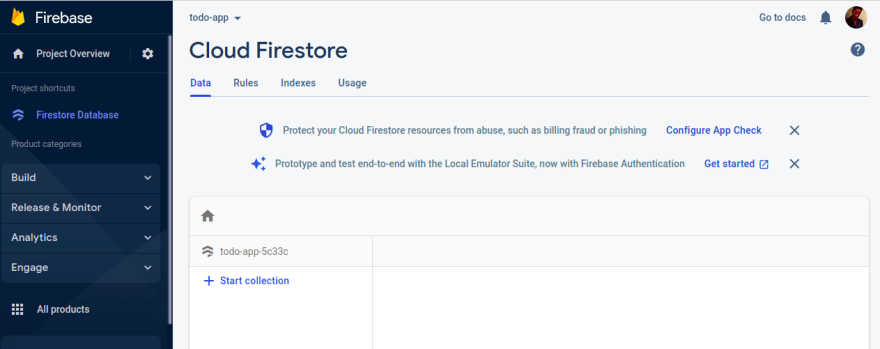 Firebase
todo-app
Go to docs
Project Overview
Cloud Firestore
Project shortcuts
Data Rules Indexes Usage
Firestore Database
Product categories
Protect your Cloud Firestore resources from abuse, such as billing fraud or phishing Configure App Check
Prototype and test end-to-end with the Local Emulator Suite, now with Firebase Authentication Get started
Build
Release & Monitor
Analytics
Engage
All products
todo-app-5c33c
Start collection